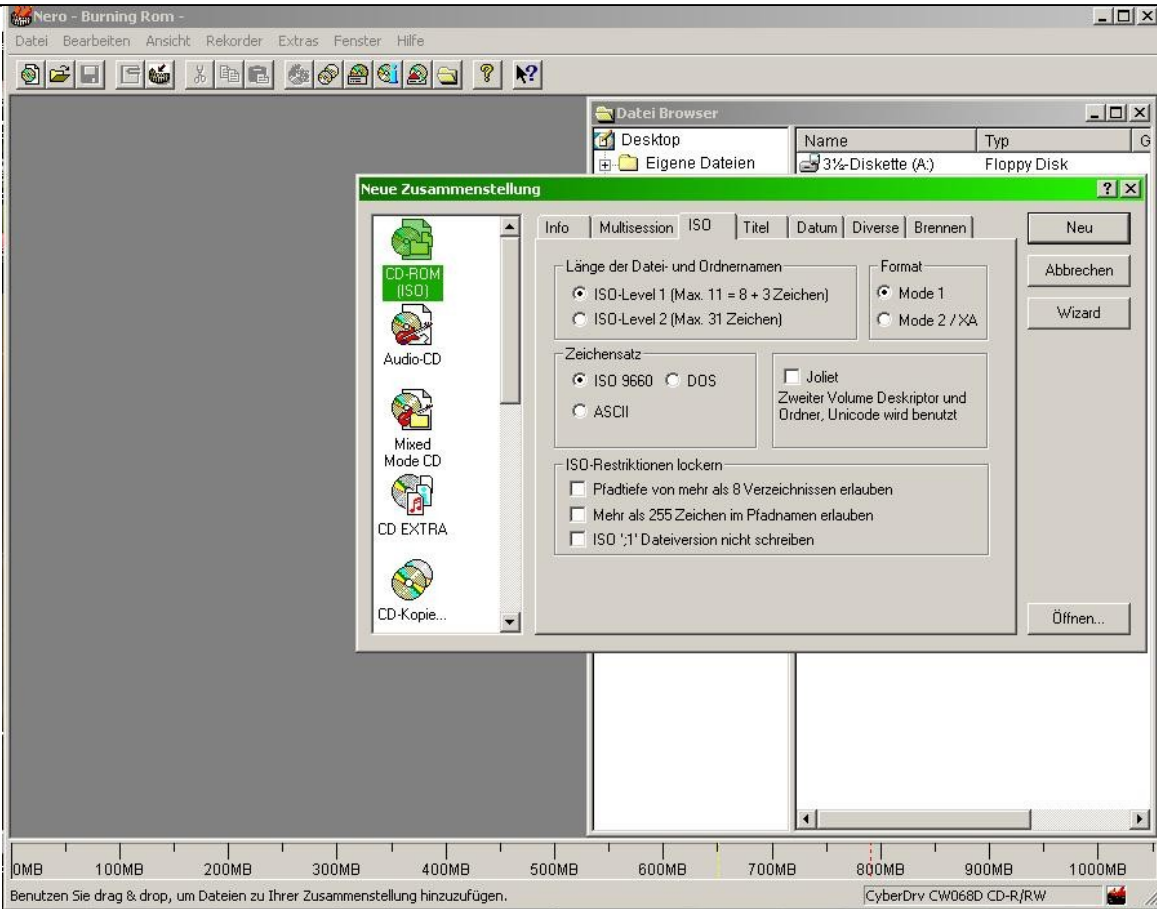 Nero - Burning Rom -
Datei Bearbeiten Ansicht Rekorder Extras Fenster Hilfe
Datei Browser
Desktop
Eigene Dateien
Name Typ G
3½-Diskette (A:) Floppy Disk
Neue Zusammenstellung
CD-ROM
(ISO)
Audio-CD
Mixed
Mode CD
CD EXTRA
CD-Kopie...
Info Multisession ISO Titel Datum Diverse Brennen
Länge der Datei- und Ordnernamen
ISO-Level 1 (Max. 11 = 8 + 3 Zeichen)
ISO-Level 2 (Max. 31 Zeichen)
Format
Mode 1
Mode 2 / XA
Zeichensatz
ISO 9660 DOS
ASCII
Joliet
Zweiter Volume Deskriptor und
Ordner, Unicode wird benutzt
ISO-Restriktionen lockern
Pfadtiefe von mehr als 8 Verzeichnissen erlauben
Mehr als 255 Zeichen im Pfadnamen erlauben
ISO ';1' Dateiversion nicht schreiben
Neu
Abbrechen
Wizard
Öffnen...
0MB 100MB 200MB 300MB 400MB 500MB 600MB 700MB 800MB 900MB 1000MB
Benutzen Sie drag & drop, um Dateien zu Ihrer Zusammenstellung hinzuzufügen.
CyberDrv CW068D CD-R/RW